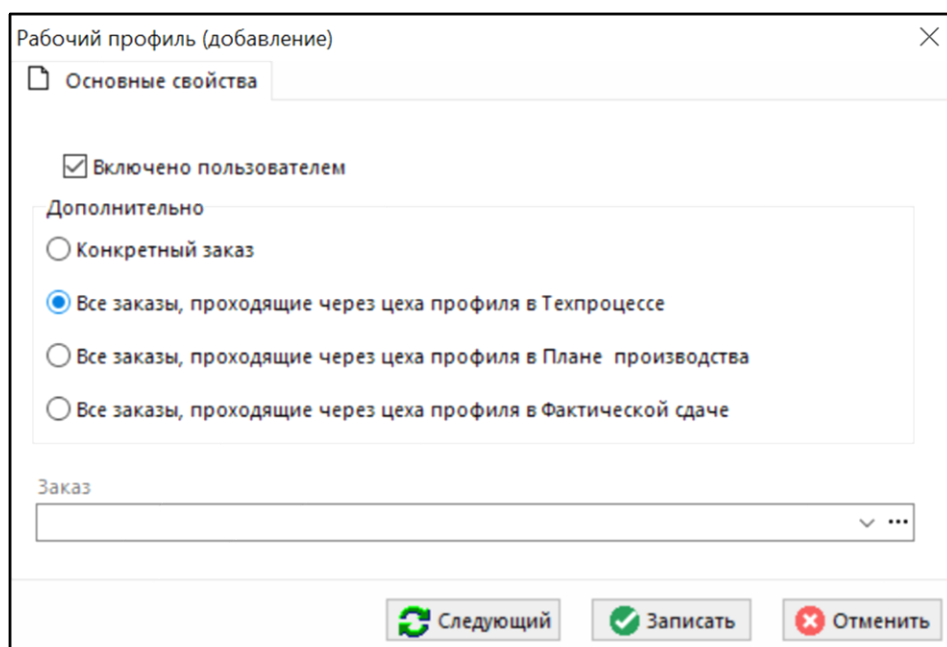 Рабочий профиль (добавление)
Основные свойства
Включено пользователем
Дополнительно
Конкретный заказ
Все заказы, проходящие через цеха профиля в Техпроцессе
Все заказы, проходящие через цеха профиля в Плане  производства
Все заказы, проходящие через цеха профиля в Фактической сдаче
Заказ
Следующий Записать Отменить